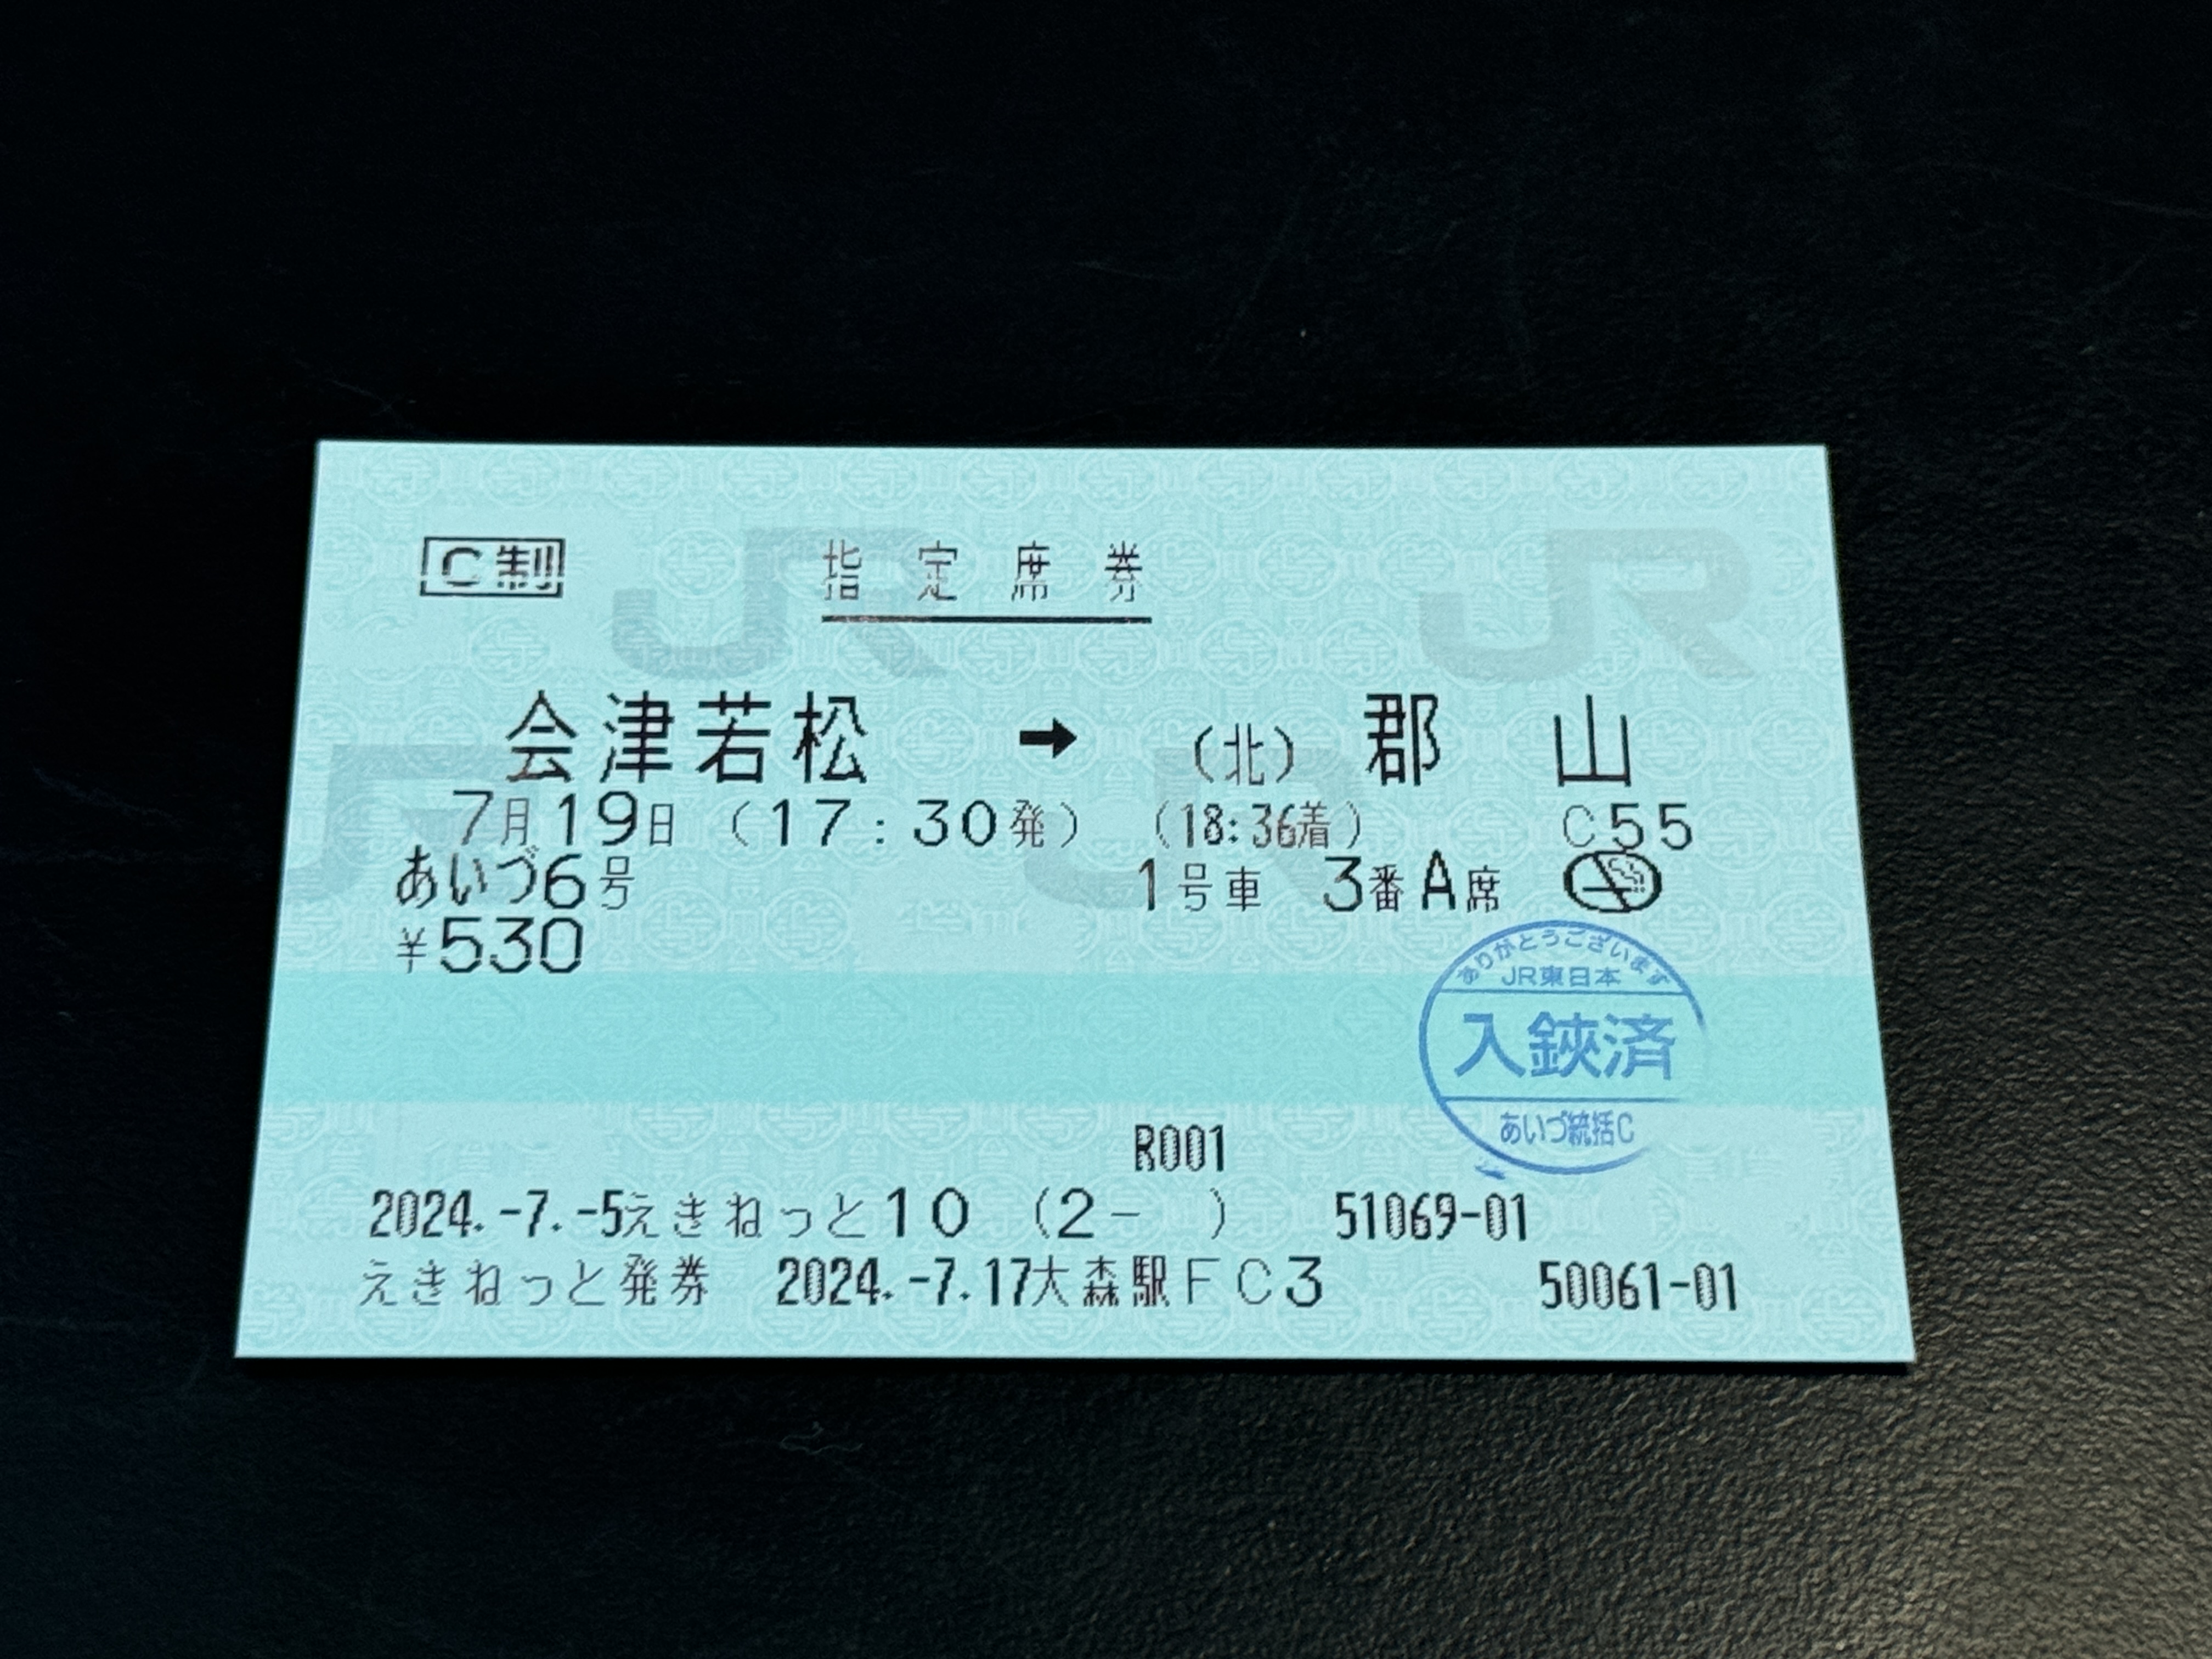 C制 指定席券
会津若松 → (北) 郡山
7月19日 (17:30発) (18:36着) C55
あいづ6号 1号車 3番A席
¥530
ありがとうございます
JR東日本
入鋏済
あいづ統括C
R001
2024.-7.-5えきねっと10 (2- ) 51069-01
えきねっと発券 2024.-7.17大森駅FC3 50061-01